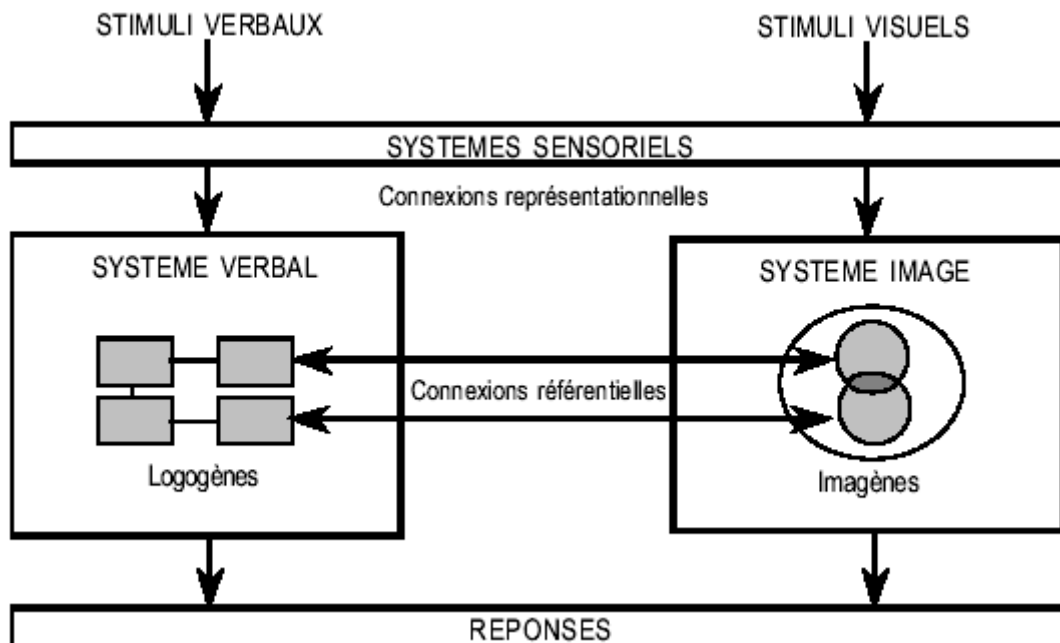 STIMULI VERBAUX
STIMULI VISUELS
SYSTEMES SENSORIELS
Connexions représentationnelles
SYSTEME VERBAL
SYSTEME IMAGE
Connexions référentielles
Logogènes
Imagènes
REPONSES